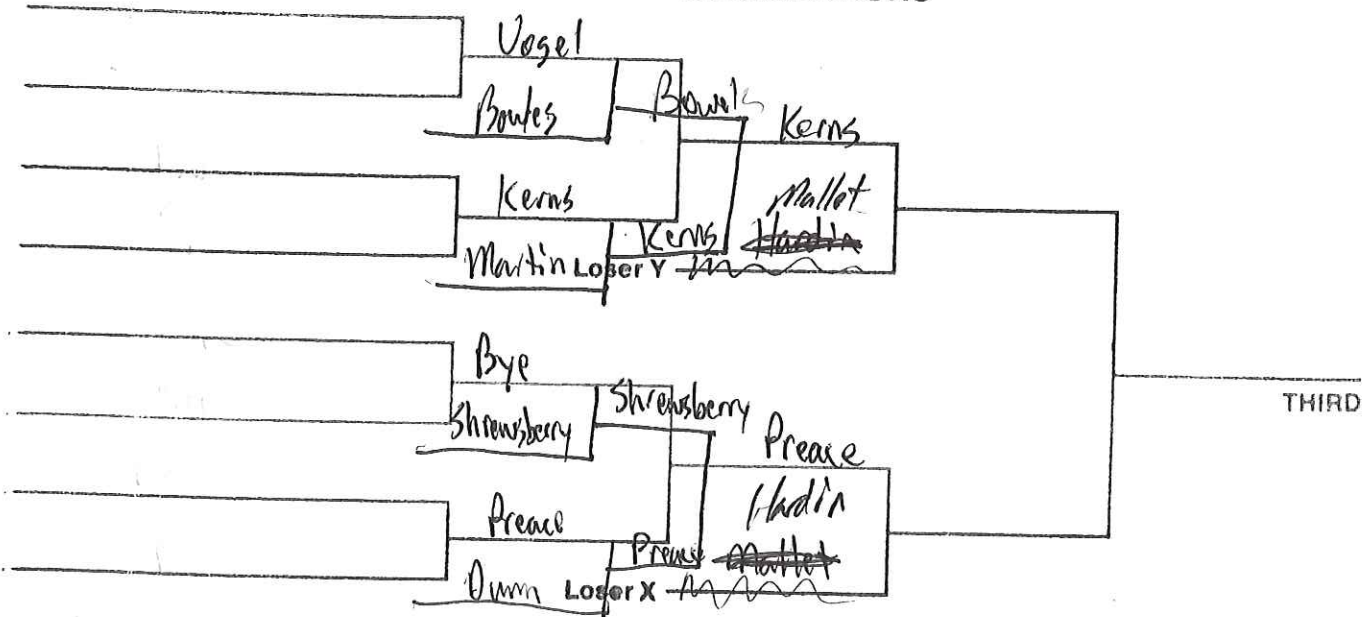 Vogel
Bowles
Bowels
Kerns
Kerns
Mallet
Hardin
Kerns
Martin Loser Y
Bye
Shrewsberry
Shrewsberry
Preace
THIRD
Preace
Hardin
Preace
Mallet
Dunn Loser X